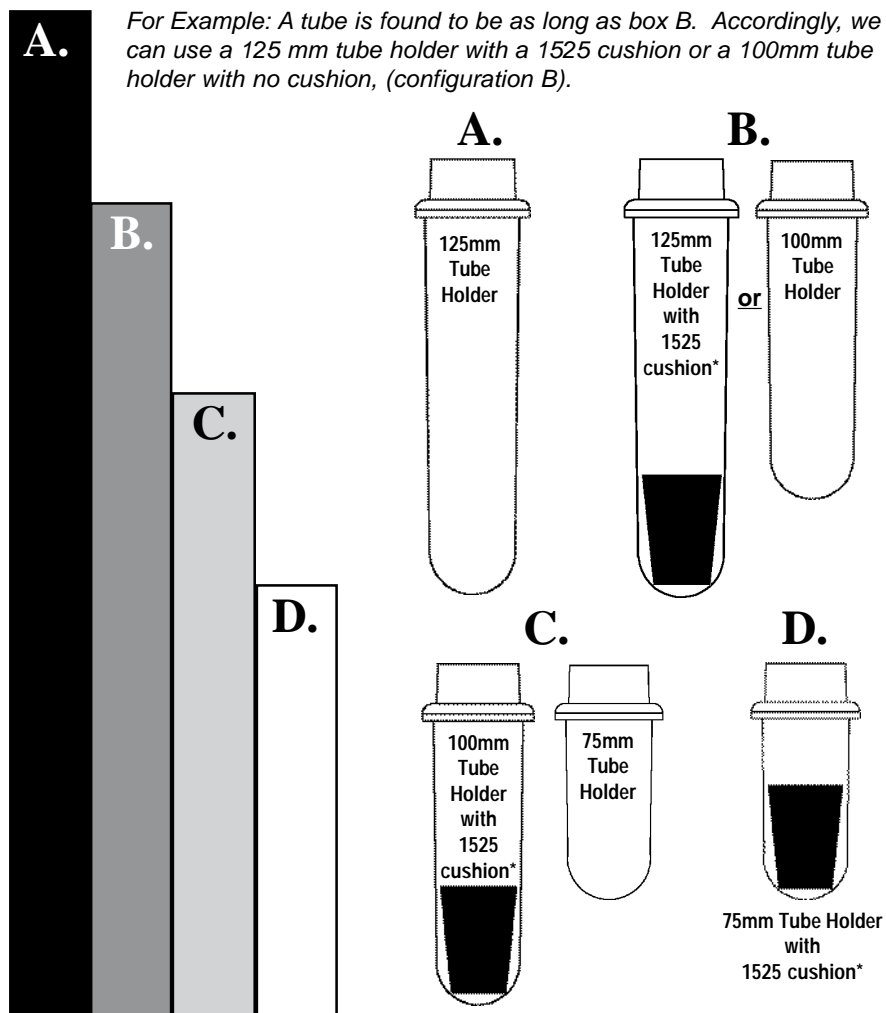 For Example: A tube is found to be as long as box B. Accordingly, we
can use a 125 mm tube holder with a 1525 cushion or a 100mm tube
holder with no cushion, (configuration B).
A.
B.
C.
D.
A.
125mm
Tube
Holder
B.
125mm
Tube
Holder
with
1525
cushion*
or
100mm
Tube
Holder
C.
100mm
Tube
Holder
with
1525
cushion*
75mm
Tube
Holder
D.
75mm Tube Holder
with
1525 cushion*